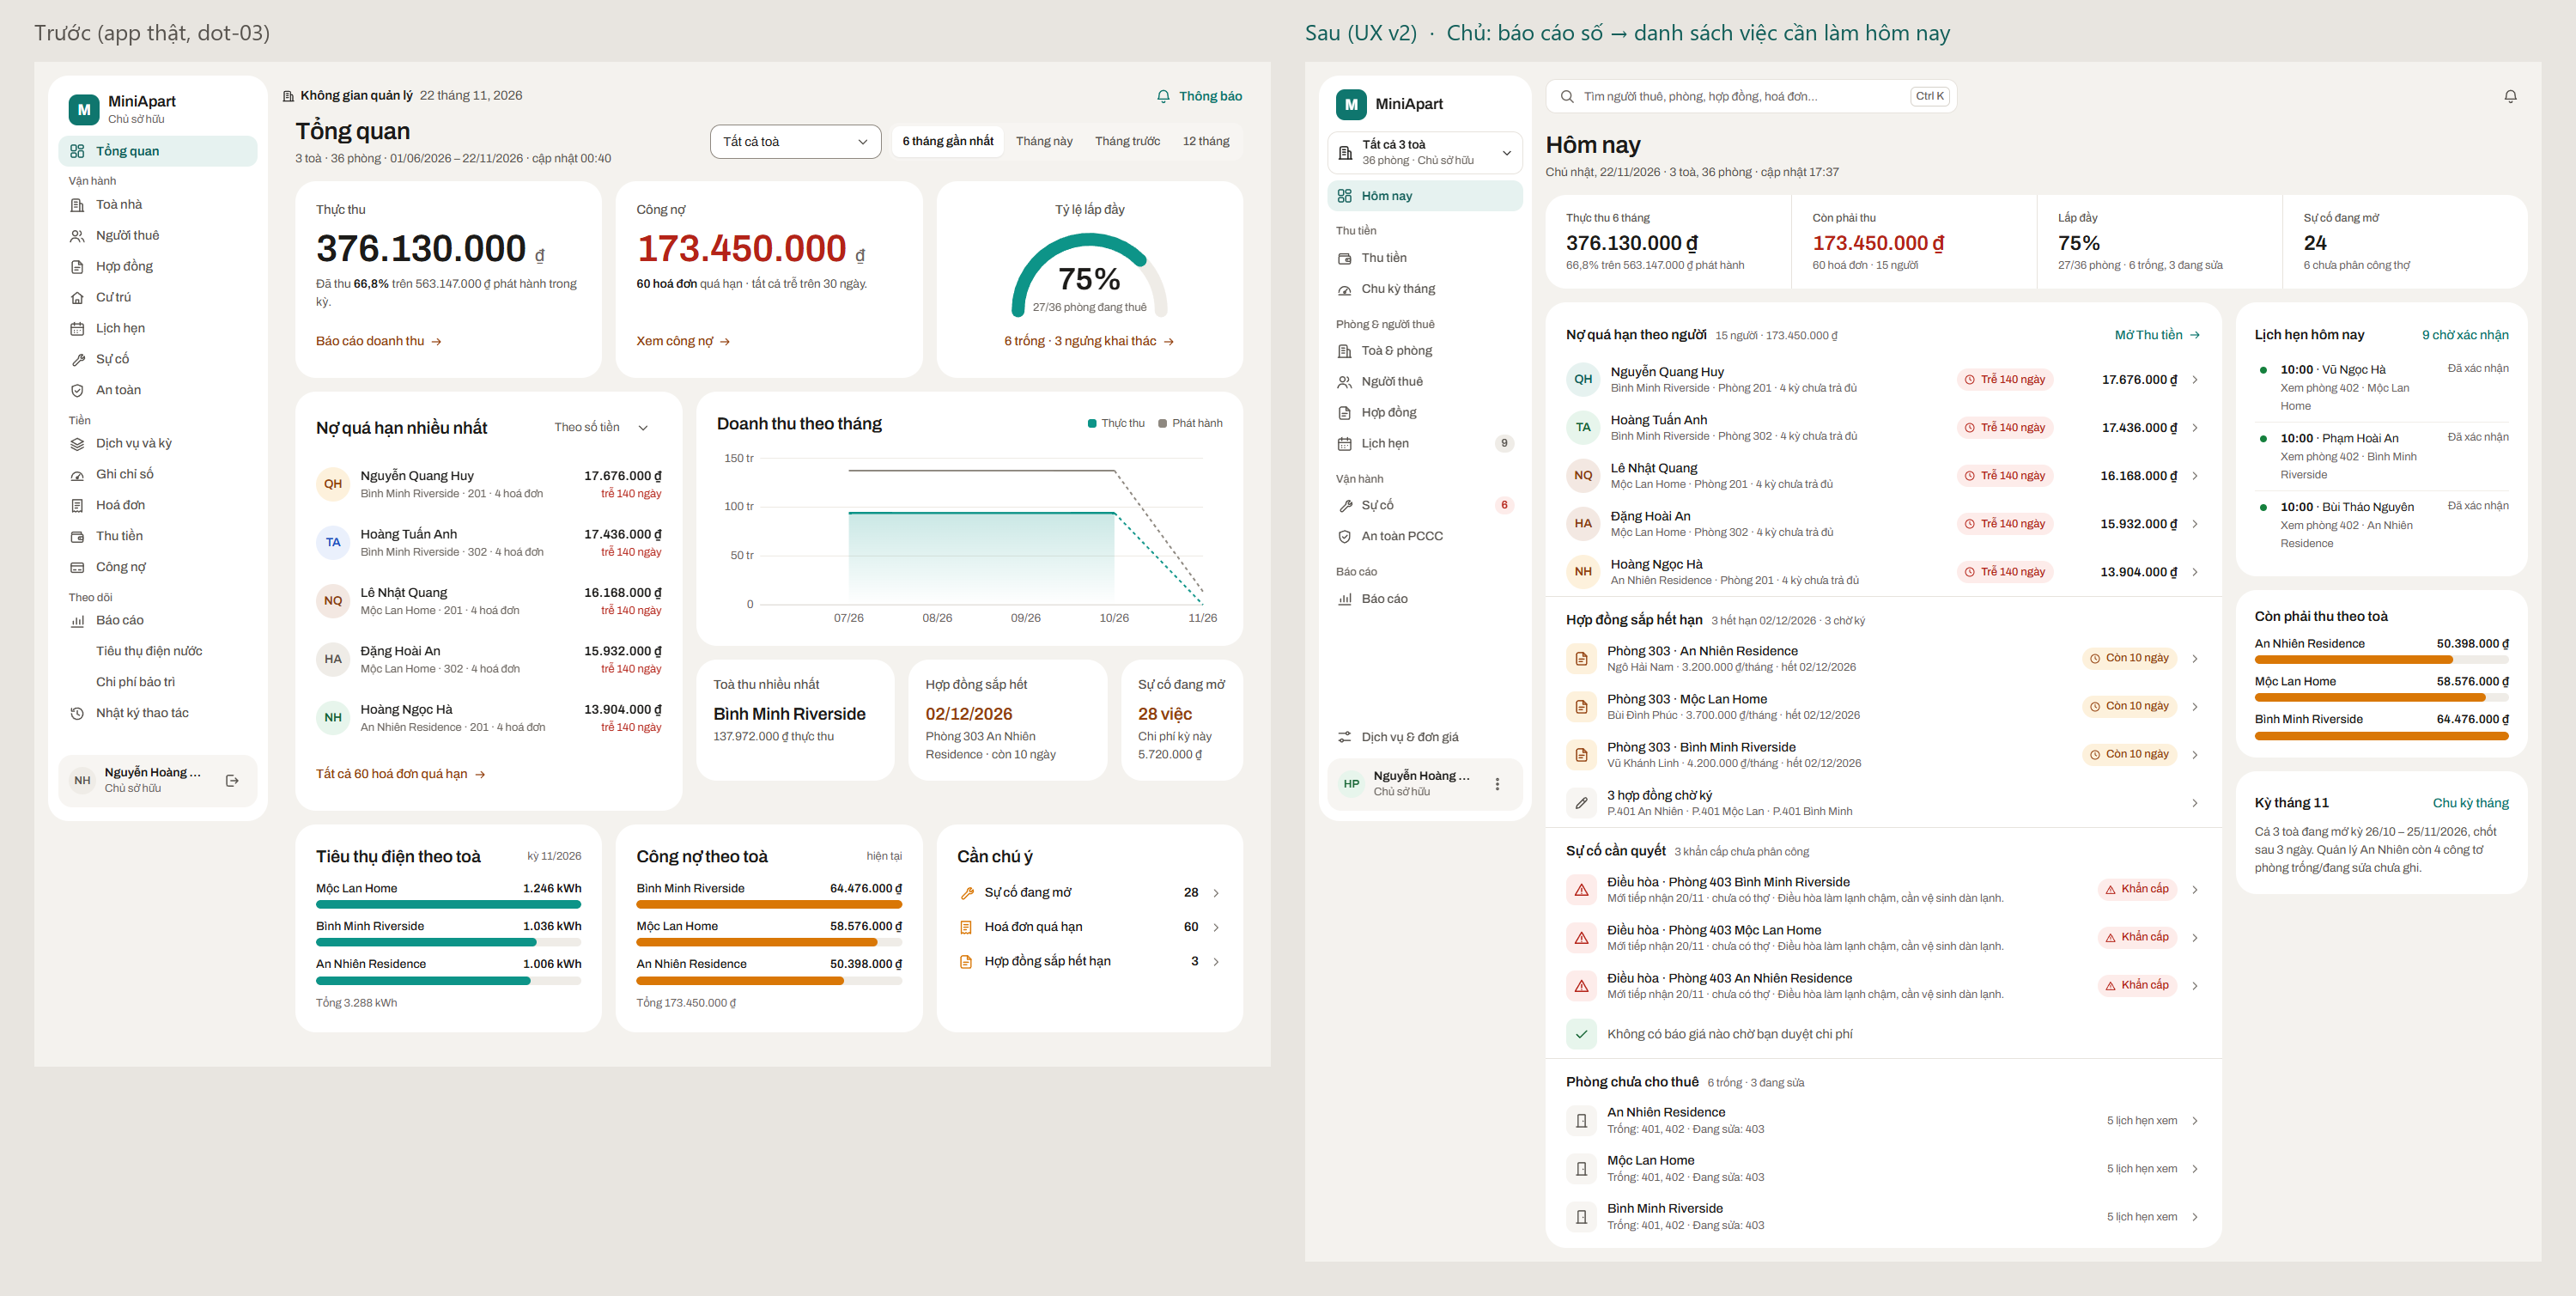 Trước (app thật, dot-03)
M
MiniApart
Chủ sở hữu
Tổng quan
Vận hành
Toà nhà
Người thuê
Hợp đồng
Cư trú
Lịch hẹn
Sự cố
An toàn
Tiền
Dịch vụ và kỳ
Ghi chỉ số
Hoá đơn
Thu tiền
Công nợ
Theo dõi
Báo cáo
Tiêu thụ điện nước
Chi phí bảo trì
Nhật ký thao tác
NH
Nguyễn Hoàng ...
Chủ sở hữu
Không gian quản lý 22 tháng 11, 2026
Thông báo
Tổng quan
3 toà · 36 phòng · 01/06/2026 – 22/11/2026 · cập nhật 00:40
Tất cả toà
6 tháng gần nhất
Tháng này
Tháng trước
12 tháng
Thực thu
376.130.000 ₫
Đã thu 66,8% trên 563.147.000 ₫ phát hành trong
kỳ.
Báo cáo doanh thu →
Công nợ
173.450.000 ₫
60 hoá đơn quá hạn · tất cả trễ trên 30 ngày.
Xem công nợ →
Tỷ lệ lấp đầy
75%
27/36 phòng đang thuê
6 trống · 3 ngưng khai thác →
Nợ quá hạn nhiều nhất
Theo số tiền
QH
Nguyễn Quang Huy
17.676.000 ₫
Bình Minh Riverside · 201 · 4 hoá đơn
trễ 140 ngày
TA
Hoàng Tuấn Anh
17.436.000 ₫
Bình Minh Riverside · 302 · 4 hoá đơn
trễ 140 ngày
NQ
Lê Nhật Quang
16.168.000 ₫
Mộc Lan Home · 201 · 4 hoá đơn
trễ 140 ngày
HA
Đặng Hoài An
15.932.000 ₫
Mộc Lan Home · 302 · 4 hoá đơn
trễ 140 ngày
NH
Hoàng Ngọc Hà
13.904.000 ₫
An Nhiên Residence · 201 · 4 hoá đơn
trễ 140 ngày
Tất cả 60 hoá đơn quá hạn →
Doanh thu theo tháng
Thực thu
Phát hành
150 tr
100 tr
50 tr
0
07/26
08/26
09/26
10/26
11/26
Toà thu nhiều nhất
Bình Minh Riverside
137.972.000 ₫ thực thu
Hợp đồng sắp hết
02/12/2026
Phòng 303 An Nhiên
Residence · còn 10 ngày
Sự cố đang mở
28 việc
Chi phí kỳ này
5.720.000 ₫
Tiêu thụ điện theo toà
kỳ 11/2026
Mộc Lan Home
1.246 kWh
Bình Minh Riverside
1.036 kWh
An Nhiên Residence
1.006 kWh
Tổng 3.288 kWh
Công nợ theo toà
hiện tại
Bình Minh Riverside
64.476.000 ₫
Mộc Lan Home
58.576.000 ₫
An Nhiên Residence
50.398.000 ₫
Tổng 173.450.000 ₫
Cần chú ý
Sự cố đang mở
28
Hoá đơn quá hạn
60
Hợp đồng sắp hết hạn
3
Sau (UX v2) · Chủ: báo cáo số → danh sách việc cần làm hôm nay
M
MiniApart
Tất cả 3 toà
36 phòng · Chủ sở hữu
Hôm nay
Thu tiền
Thu tiền
Chu kỳ tháng
Phòng & người thuê
Toà & phòng
Người thuê
Hợp đồng
Lịch hẹn
9
Vận hành
Sự cố
6
An toàn PCCC
Báo cáo
Báo cáo
Dịch vụ & đơn giá
HP
Nguyễn Hoàng ...
Chủ sở hữu
Tìm người thuê, phòng, hợp đồng, hoá đơn...
Ctrl K
Hôm nay
Chủ nhật, 22/11/2026 · 3 toà, 36 phòng · cập nhật 17:37
Thực thu 6 tháng
376.130.000 ₫
66,8% trên 563.147.000 ₫ phát hành
Còn phải thu
173.450.000 ₫
60 hoá đơn · 15 người
Lấp đầy
75%
27/36 phòng · 6 trống, 3 đang sửa
Sự cố đang mở
24
6 chưa phân công thợ
Nợ quá hạn theo người 15 người · 173.450.000 ₫
Mở Thu tiền →
QH
Nguyễn Quang Huy
Bình Minh Riverside · Phòng 201 · 4 kỳ chưa trả đủ
Trễ 140 ngày
17.676.000 ₫
TA
Hoàng Tuấn Anh
Bình Minh Riverside · Phòng 302 · 4 kỳ chưa trả đủ
Trễ 140 ngày
17.436.000 ₫
NQ
Lê Nhật Quang
Mộc Lan Home · Phòng 201 · 4 kỳ chưa trả đủ
Trễ 140 ngày
16.168.000 ₫
HA
Đặng Hoài An
Mộc Lan Home · Phòng 302 · 4 kỳ chưa trả đủ
Trễ 140 ngày
15.932.000 ₫
NH
Hoàng Ngọc Hà
An Nhiên Residence · Phòng 201 · 4 kỳ chưa trả đủ
Trễ 140 ngày
13.904.000 ₫
Hợp đồng sắp hết hạn 3 hết hạn 02/12/2026 · 3 chờ ký
Phòng 303 · An Nhiên Residence
Ngô Hải Nam · 3.200.000 ₫/tháng · hết 02/12/2026
Còn 10 ngày
Phòng 303 · Mộc Lan Home
Bùi Đình Phúc · 3.700.000 ₫/tháng · hết 02/12/2026
Còn 10 ngày
Phòng 303 · Bình Minh Riverside
Vũ Khánh Linh · 4.200.000 ₫/tháng · hết 02/12/2026
Còn 10 ngày
3 hợp đồng chờ ký
P.401 An Nhiên · P.401 Mộc Lan · P.401 Bình Minh
Sự cố cần quyết 3 khẩn cấp chưa phân công
Điều hòa · Phòng 403 Bình Minh Riverside
Mới tiếp nhận 20/11 · chưa có thợ · Điều hòa làm lạnh chậm, cần vệ sinh dàn lạnh.
Khẩn cấp
Điều hòa · Phòng 403 Mộc Lan Home
Mới tiếp nhận 20/11 · chưa có thợ · Điều hòa làm lạnh chậm, cần vệ sinh dàn lạnh.
Khẩn cấp
Điều hòa · Phòng 403 An Nhiên Residence
Mới tiếp nhận 20/11 · chưa có thợ · Điều hòa làm lạnh chậm, cần vệ sinh dàn lạnh.
Khẩn cấp
Không có báo giá nào chờ bạn duyệt chi phí
Phòng chưa cho thuê 6 trống · 3 đang sửa
An Nhiên Residence
Trống: 401, 402 · Đang sửa: 403
5 lịch hẹn xem
Mộc Lan Home
Trống: 401, 402 · Đang sửa: 403
5 lịch hẹn xem
Bình Minh Riverside
Trống: 401, 402 · Đang sửa: 403
5 lịch hẹn xem
Lịch hẹn hôm nay
9 chờ xác nhận
10:00 · Vũ Ngọc Hà
Đã xác nhận
Xem phòng 402 · Mộc Lan
Home
10:00 · Phạm Hoài An
Đã xác nhận
Xem phòng 402 · Bình Minh
Riverside
10:00 · Bùi Thảo Nguyên
Đã xác nhận
Xem phòng 402 · An Nhiên
Residence
Còn phải thu theo toà
An Nhiên Residence
50.398.000 ₫
Mộc Lan Home
58.576.000 ₫
Bình Minh Riverside
64.476.000 ₫
Kỳ tháng 11
Chu kỳ tháng
Cả 3 toà đang mở kỳ 26/10 – 25/11/2026, chốt
sau 3 ngày. Quản lý An Nhiên còn 4 công tơ
phòng trống/đang sửa chưa ghi.